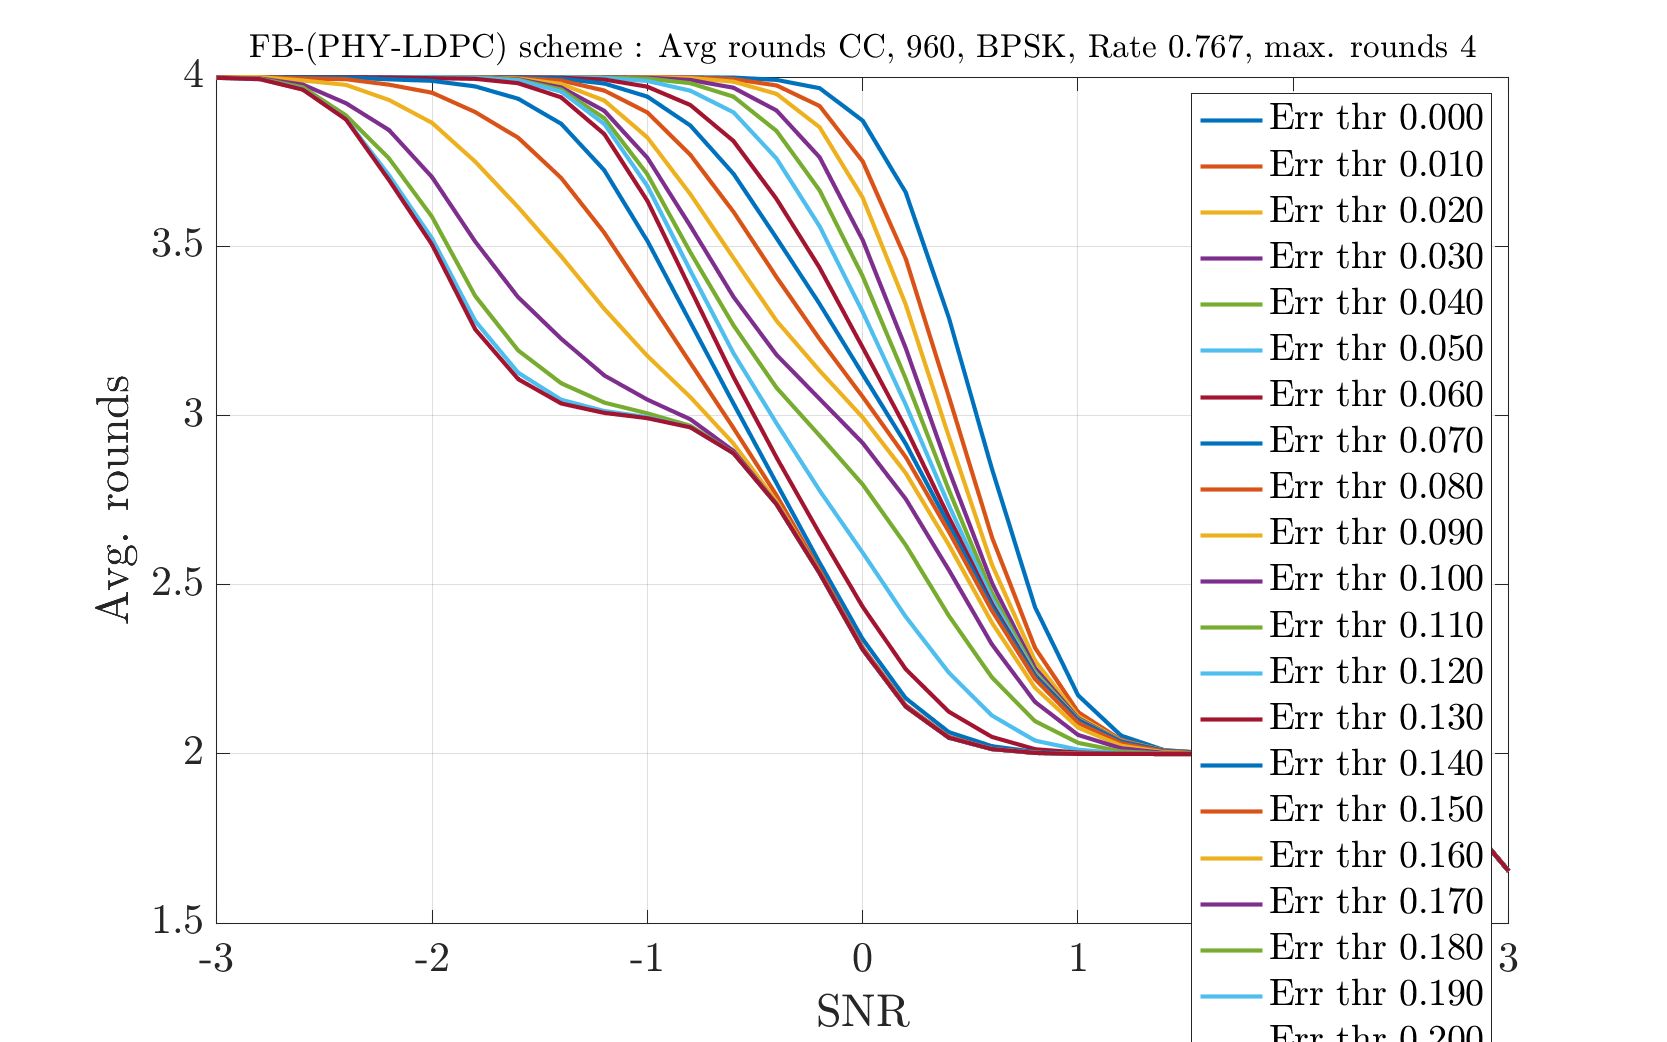 FB-(PHY-LDPC) scheme : Avg rounds CC, 960, BPSK, Rate 0.767, max. rounds 4
4
3.5
3
2.5
2
1.5
Avg. rounds
-3 -2 -1 0 1 3
SNR
Err thr 0.000
Err thr 0.010
Err thr 0.020
Err thr 0.030
Err thr 0.040
Err thr 0.050
Err thr 0.060
Err thr 0.070
Err thr 0.080
Err thr 0.090
Err thr 0.100
Err thr 0.110
Err thr 0.120
Err thr 0.130
Err thr 0.140
Err thr 0.150
Err thr 0.160
Err thr 0.170
Err thr 0.180
Err thr 0.190
Err thr 0.200